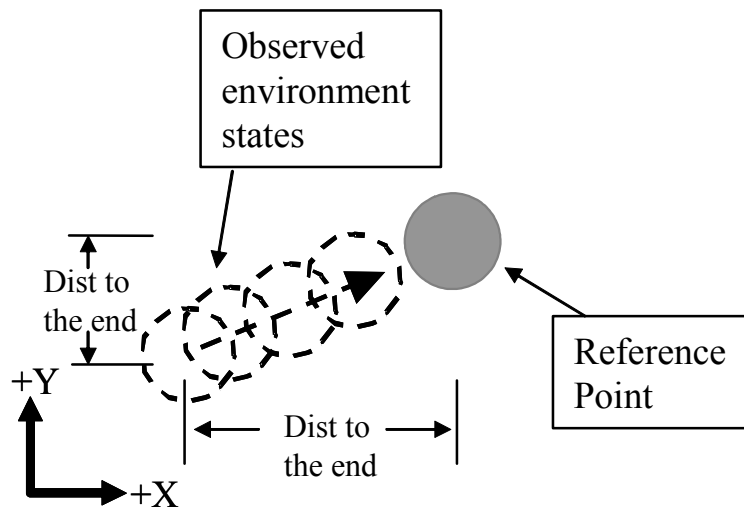 Observed
environment
states
Dist to
the end
+Y
+X
Dist to
the end
Reference
Point